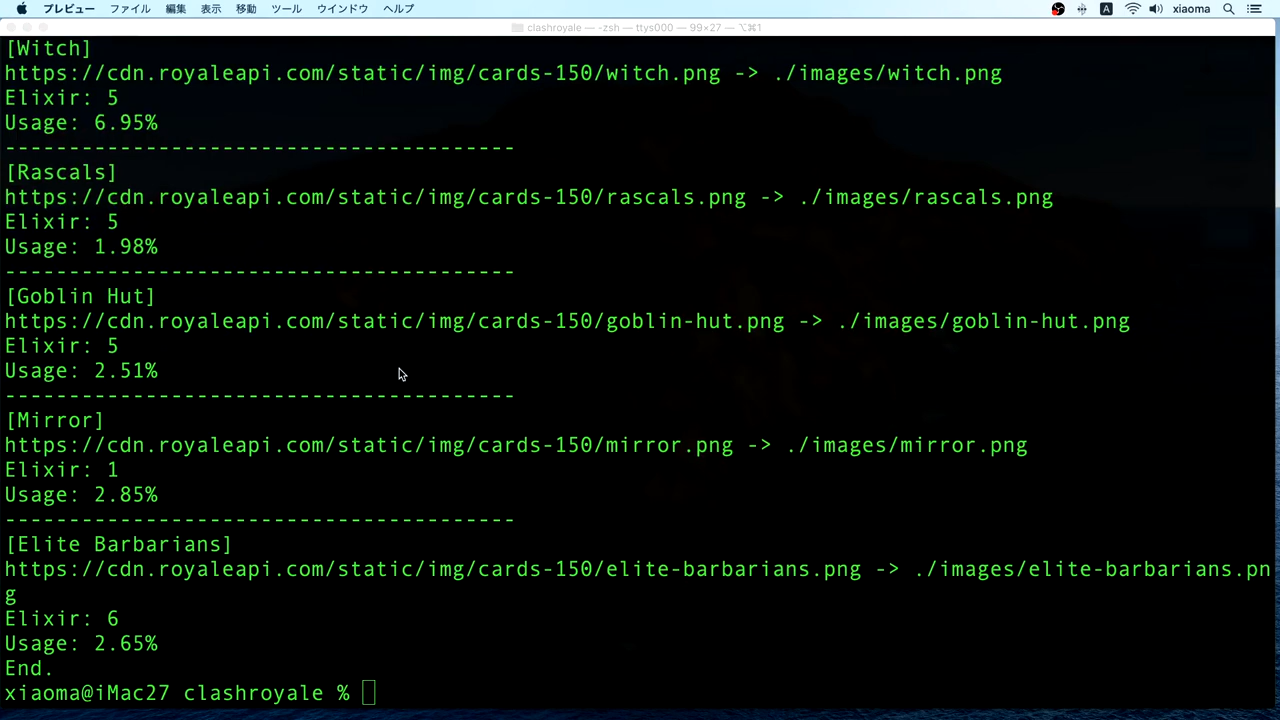 プレビュー ファイル 編集 表示 移動 ツール ウインドウ ヘルプ A xiaoma
clashroyale — -zsh — ttys000 — 99×27 — ⌥⌘1
[Witch]
https://cdn.royaleapi.com/static/img/cards-150/witch.png -> ./images/witch.png
Elixir: 5
Usage: 6.95%
----------------------------------------
[Rascals]
https://cdn.royaleapi.com/static/img/cards-150/rascals.png -> ./images/rascals.png
Elixir: 5
Usage: 1.98%
----------------------------------------
[Goblin Hut]
https://cdn.royaleapi.com/static/img/cards-150/goblin-hut.png -> ./images/goblin-hut.png
Elixir: 5
Usage: 2.51%
----------------------------------------
[Mirror]
https://cdn.royaleapi.com/static/img/cards-150/mirror.png -> ./images/mirror.png
Elixir: 1
Usage: 2.85%
----------------------------------------
[Elite Barbarians]
https://cdn.royaleapi.com/static/img/cards-150/elite-barbarians.png -> ./images/elite-barbarians.pn
g
Elixir: 6
Usage: 2.65%
End.
xiaoma@iMac27 clashroyale %